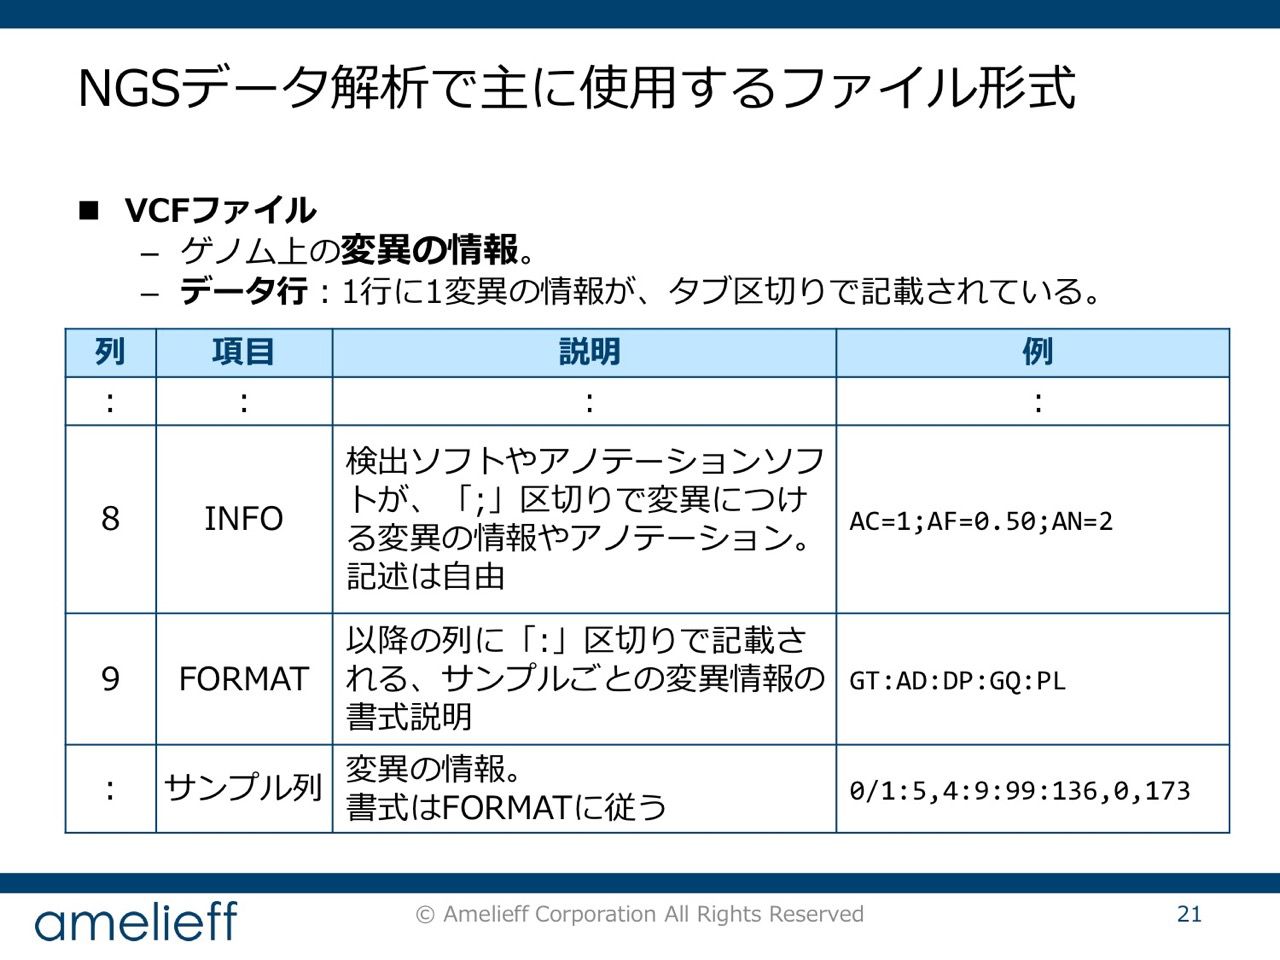 NGSデータ解析で主に使用するファイル形式
■ VCFファイル
– ゲノム上の変異の情報。
– データ行：1行に1変異の情報が、タブ区切りで記載されている。
列 項目 説明 例
: : : :
8 INFO 検出ソフトやアノテーションソフ
トが、「;」区切りで変異につけ
る変異の情報やアノテーション。
記述は自由
AC=1;AF=0.50;AN=2
9 FORMAT 以降の列に「:」区切りで記載さ
れる、サンプルごとの変異情報の
書式説明
GT:AD:DP:GQ:PL
: サンプル列 変異の情報。
書式はFORMATに従う
0/1:5,4:9:99:136,0,173
amelieff
© Amelieff Corporation All Rights Reserved
21